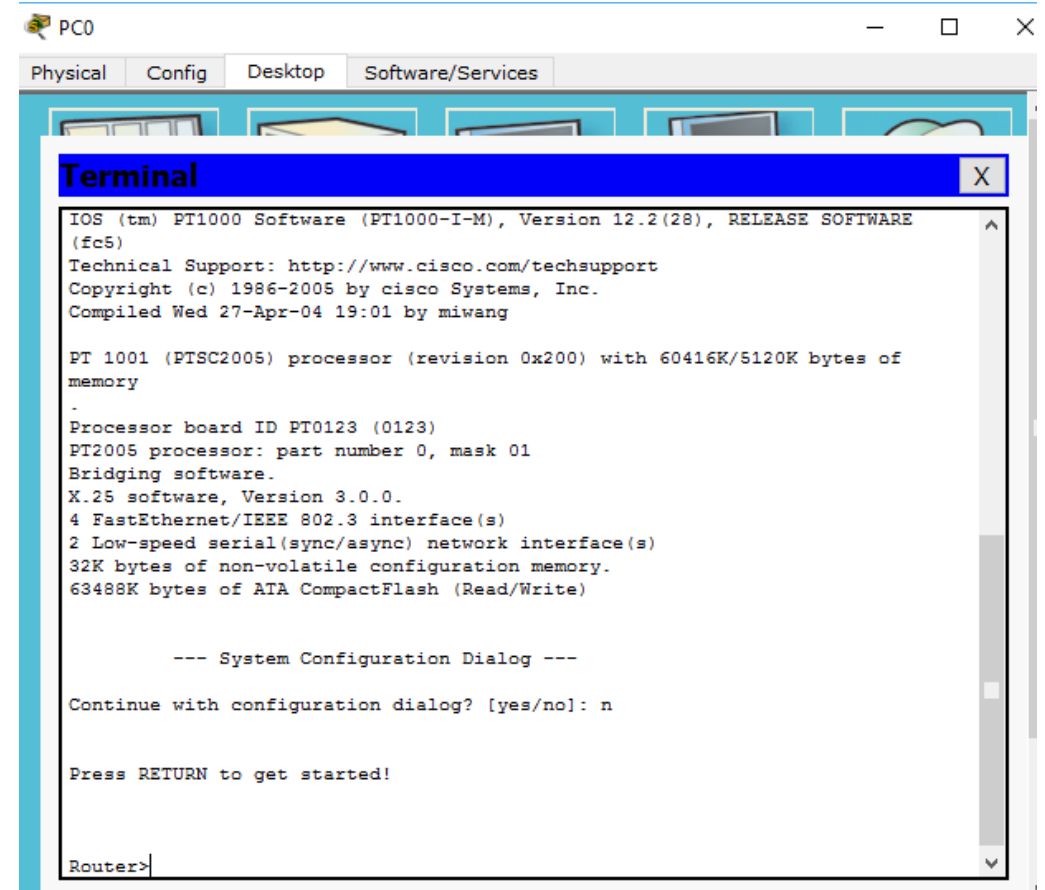 PC0
Physical Config Desktop Software/Services
Terminal X
IOS (tm) PT1000 Software (PT1000-I-M), Version 12.2(28), RELEASE SOFTWARE
(fc5)
Technical Support: http://www.cisco.com/techsupport
Copyright (c) 1986-2005 by cisco Systems, Inc.
Compiled Wed 27-Apr-04 19:01 by miwang
PT 1001 (PTSC2005) processor (revision 0x200) with 60416K/5120K bytes of
memory
.
Processor board ID PT0123 (0123)
PT2005 processor: part number 0, mask 01
Bridging software.
X.25 software, Version 3.0.0.
4 FastEthernet/IEEE 802.3 interface(s)
2 Low-speed serial(sync/async) network interface(s)
32K bytes of non-volatile configuration memory.
63488K bytes of ATA CompactFlash (Read/Write)
--- System Configuration Dialog ---
Continue with configuration dialog? [yes/no]: n
Press RETURN to get started!
Router>